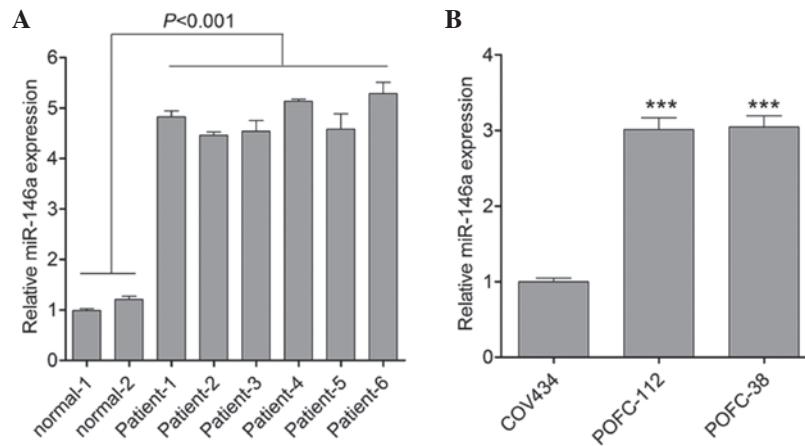 A
P<0.001
Relative miR-146a expression
6
5
4
3
2
1
0
normal-1
normal-2
Patient-1
Patient-2
Patient-3
Patient-4
Patient-5
Patient-6
B
Relative miR-146a expression
4
3
2
1
0
***
***
COV434
POFC-112
POFC-38